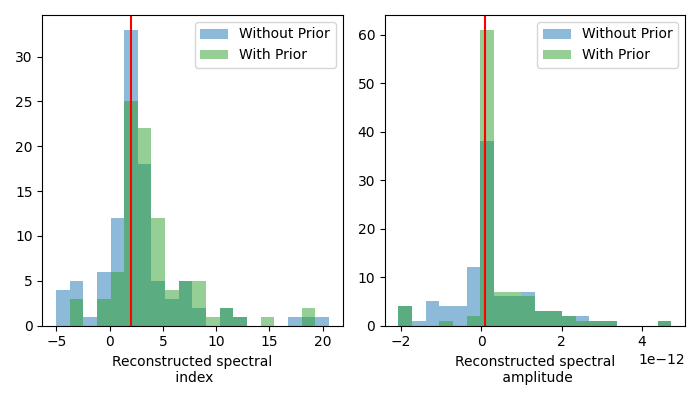 Without Prior
With Prior
30
25
20
15
10
5
0
−5
0
5
10
15
20
Reconstructed spectral
index
Without Prior
With Prior
60
50
40
30
20
10
0
−2
0
2
4
1e−12
Reconstructed spectral
amplitude